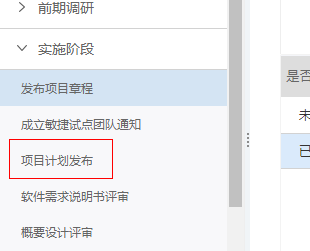 前期调研
实施阶段
发布项目章程
是否
成立敏捷试点团队通知
未
项目计划发布
已
软件需求说明书评审
概要设计评审